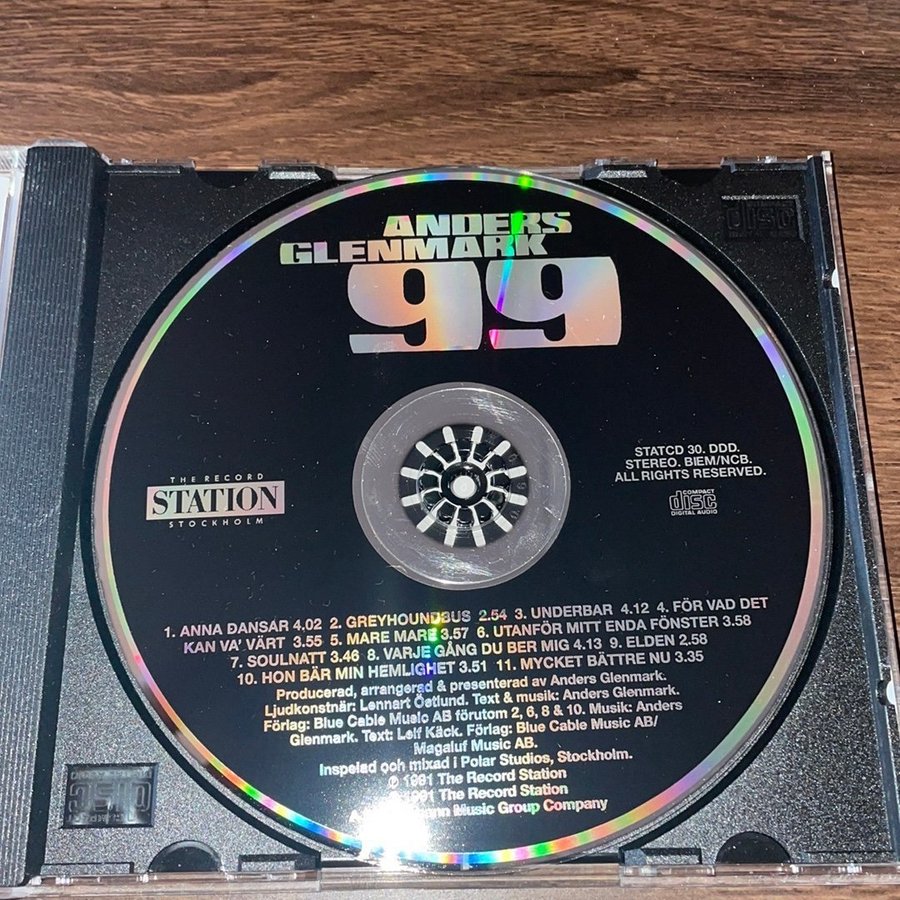 ANDERS
GLENMARK
99
THE RECORD
STATION
STOCKHOLM
STATCD 30. DDD.
STEREO. BIEM/NCB.
ALL RIGHTS RESERVED.
COMPACT
disc
DIGITAL AUDIO
1. ANNA DANSAR 4.02 2. GREYHOUNDBUS 2.54 3. UNDERBAR 4.12 4. FÖR VAD DET
KAN VA' VÄRT 3.55 5. MARE MARE 3.57 6. UTANFÖR MITT ENDA FÖNSTER 3.58
7. SOULNATT 3.46 8. VARJE GÅNG DU BER MIG 4.13 9. ELDEN 2.58
10. HON BÄR MIN HEMLIGHET 3.51 11. MYCKET BÄTTRE NU 3.35
Producerad, arrangerad & presenterad av Anders Glenmark.
Ljudkonstnär: Lennart Östlund. Text & musik: Anders Glenmark.
Förlag: Blue Cable Music AB förutom 2, 6, 8 & 10. Musik: Anders
Glenmark. Text: Leif Käck. Förlag: Blue Cable Music AB/
Magaluf Music AB.
Inspelad och mixad i Polar Studios, Stockholm.
℗ 1991 The Record Station
1991 The Record Station
Music Group Company
disc
disc